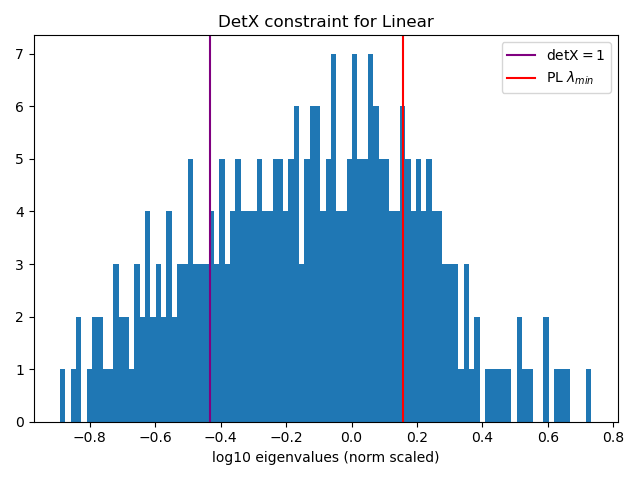 DetX constraint for Linear
detX = 1
PL λmin
7
6
5
4
3
2
1
0
−0.8 −0.6 −0.4 −0.2 0.0 0.2 0.4 0.6 0.8
log10 eigenvalues (norm scaled)